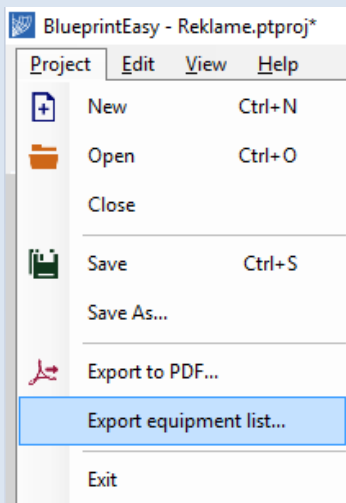 BlueprintEasy - Reklame.ptproj*
Project Edit View Help
New Ctrl+N
Open Ctrl+O
Close
Save Ctrl+S
Save As...
Export to PDF...
Export equipment list...
Exit